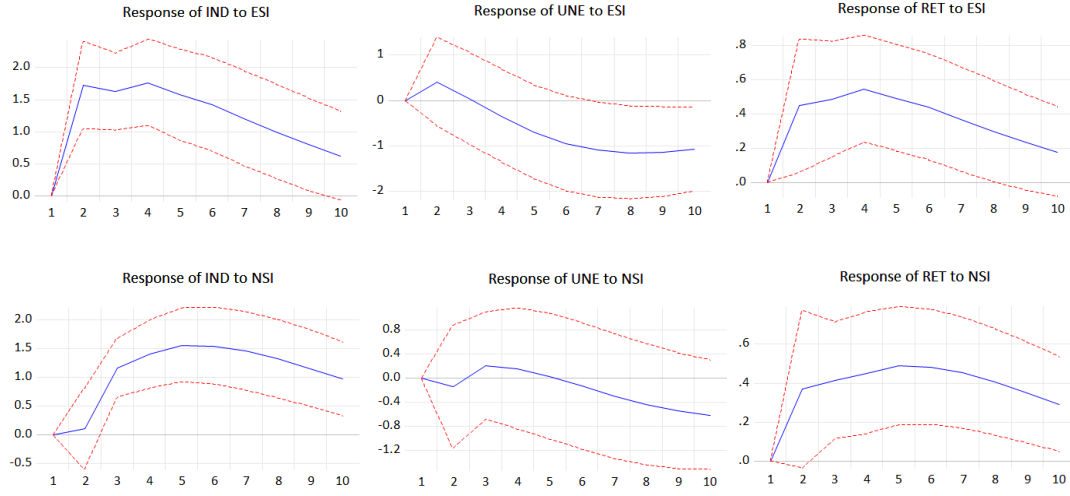 Response of IND to ESI
2.0
1.5
1.0
0.5
0.0
1 2 3 4 5 6 7 8 9 10
Response of UNE to ESI
1
0
-1
-2
1 2 3 4 5 6 7 8 9 10
Response of RET to ESI
.8
.6
.4
.2
.0
1 2 3 4 5 6 7 8 9 10
Response of IND to NSI
2.0
1.5
1.0
0.5
0.0
-0.5
1 2 3 4 5 6 7 8 9 10
Response of UNE to NSI
0.8
0.4
0.0
-0.4
-0.8
-1.2
1 2 3 4 5 6 7 8 9 10
Response of RET to NSI
.6
.4
.2
.0
1 2 3 4 5 6 7 8 9 10